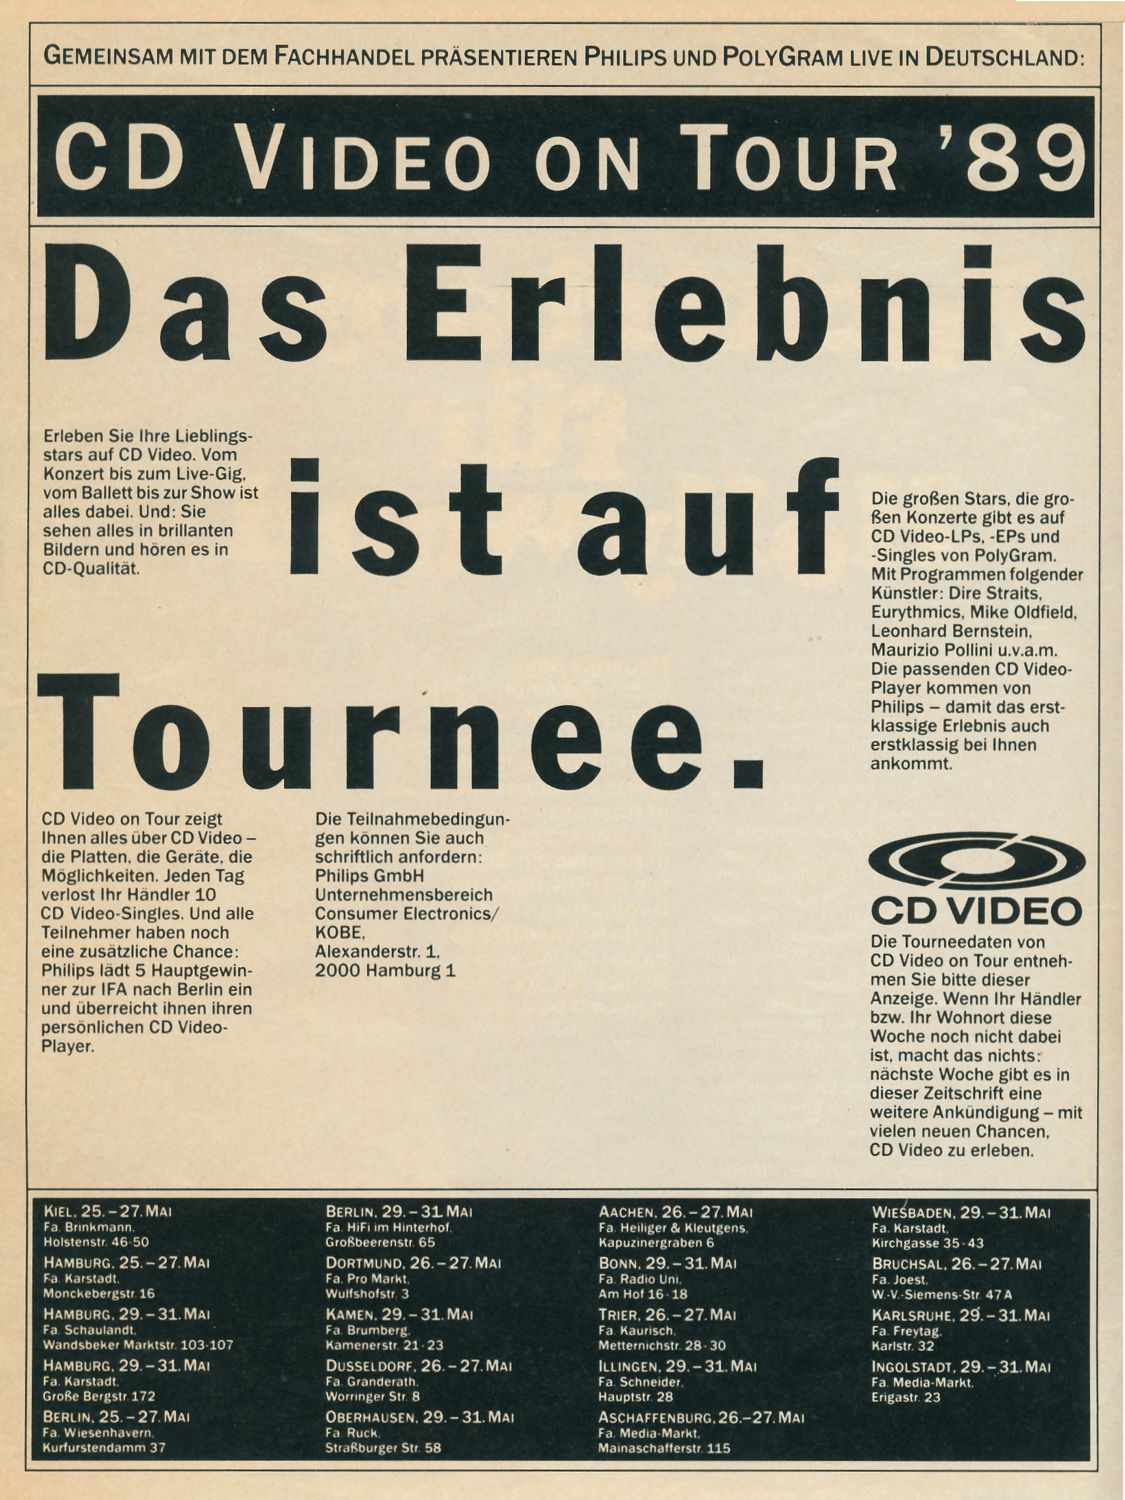 GEMEINSAM MIT DEM FACHHANDEL PRÄSENTIEREN PHILIPS UND POLYGRAM LIVE IN DEUTSCHLAND:
CD VIDEO ON TOUR '89
Das Erlebnis
Erleben Sie Ihre Lieblings-
stars auf CD Video. Vom
Konzert bis zum Live-Gig,
vom Ballett bis zur Show ist
alles dabei. Und: Sie
sehen alles in brillanten
Bildern und hören es in
CD-Qualität.
ist auf
Die großen Stars, die gro-
ßen Konzerte gibt es auf
CD Video-LPs, -EPs und
-Singles von PolyGram.
Mit Programmen folgender
Künstler: Dire Straits,
Eurythmics, Mike Oldfield,
Leonhard Bernstein,
Maurizio Pollini u.v.a.m.
Die passenden CD Video-
Player kommen von
Philips – damit das erst-
klassige Erlebnis auch
erstklassig bei Ihnen
ankommt.
Tournee.
CD Video on Tour zeigt
Ihnen alles über CD Video –
die Platten, die Geräte, die
Möglichkeiten. Jeden Tag
verlost Ihr Händler 10
CD Video-Singles. Und alle
Teilnehmer haben noch
eine zusätzliche Chance:
Philips lädt 5 Hauptgewin-
ner zur IFA nach Berlin ein
und überreicht ihnen ihren
persönlichen CD Video-
Player.
Die Teilnahmebedingun-
gen können Sie auch
schriftlich anfordern:
Philips GmbH
Unternehmensbereich
Consumer Electronics/
KOBE,
Alexanderstr. 1,
2000 Hamburg 1
CD VIDEO
Die Tourneedaten von
CD Video on Tour entneh-
men Sie bitte dieser
Anzeige. Wenn Ihr Händler
bzw. Ihr Wohnort diese
Woche noch nicht dabei
ist, macht das nichts:
nächste Woche gibt es in
dieser Zeitschrift eine
weitere Ankündigung – mit
vielen neuen Chancen,
CD Video zu erleben.
KIEL, 25.–27. MAI
Fa. Brinkmann,
Holstenstr. 46-50
HAMBURG, 25.–27. MAI
Fa. Karstadt,
Monckebergstr. 16
HAMBURG, 29.–31. MAI
Fa. Schaulandt,
Wandsbeker Marktstr. 103-107
HAMBURG, 29.–31. MAI
Fa. Karstadt,
Große Bergstr. 172
BERLIN, 25.–27. MAI
Fa. Wiesenhavern,
Kurfurstendamm 37
BERLIN, 29.–31. MAI
Fa. HiFi im Hinterhof,
Großbeerenstr. 65
DORTMUND, 26.–27. MAI
Fa. Pro Markt,
Wulfshofstr. 3
KAMEN, 29.–31. MAI
Fa. Brumberg,
Kamenerstr. 21-23
DUSSELDORF, 26.–27. MAI
Fa. Granderath,
Worringer Str. 8
OBERHAUSEN, 29.–31. MAI
Fa. Ruck,
Straßburger Str. 58
AACHEN, 26.–27. MAI
Fa. Heiliger & Kleutgens,
Kapuzinergraben 6
BONN, 29.–31. MAI
Fa. Radio Uni,
Am Hof 16-18
TRIER, 26.–27. MAI
Fa. Kaurisch,
Metternichstr. 28-30
ILLINGEN, 29.–31. MAI
Fa. Schneider,
Hauptstr. 28
ASCHAFFENBURG, 26.–27. MAI
Fa. Media-Markt,
Mainaschafferstr. 115
WIESBADEN, 29.–31. MAI
Fa. Karstadt,
Kirchgasse 35-43
BRUCHSAL, 26.–27. MAI
Fa. Joest,
W.-V.-Siemens-Str. 47A
KARLSRUHE, 29.–31. MAI
Fa. Freytag,
Karlstr. 32
INGOLSTADT, 29.–31. MAI
Fa. Media-Markt,
Erigastr. 23